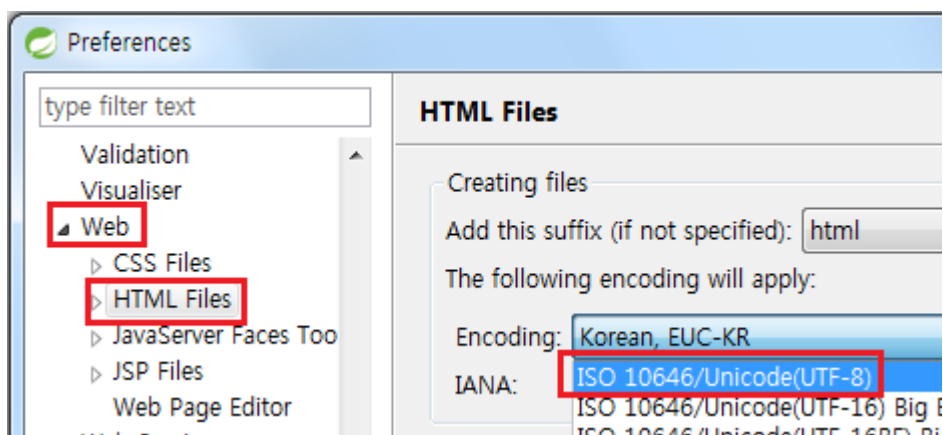 Preferences
type filter text
Validation
Visualiser
Web
CSS Files
HTML Files
JavaServer Faces Too
JSP Files
Web Page Editor
HTML Files
Creating files
Add this suffix (if not specified): html
The following encoding will apply:
Encoding: Korean, EUC-KR
ISO 10646/Unicode(UTF-8)
IANA:
ISO 10646/Unicode(UTF-16) Big